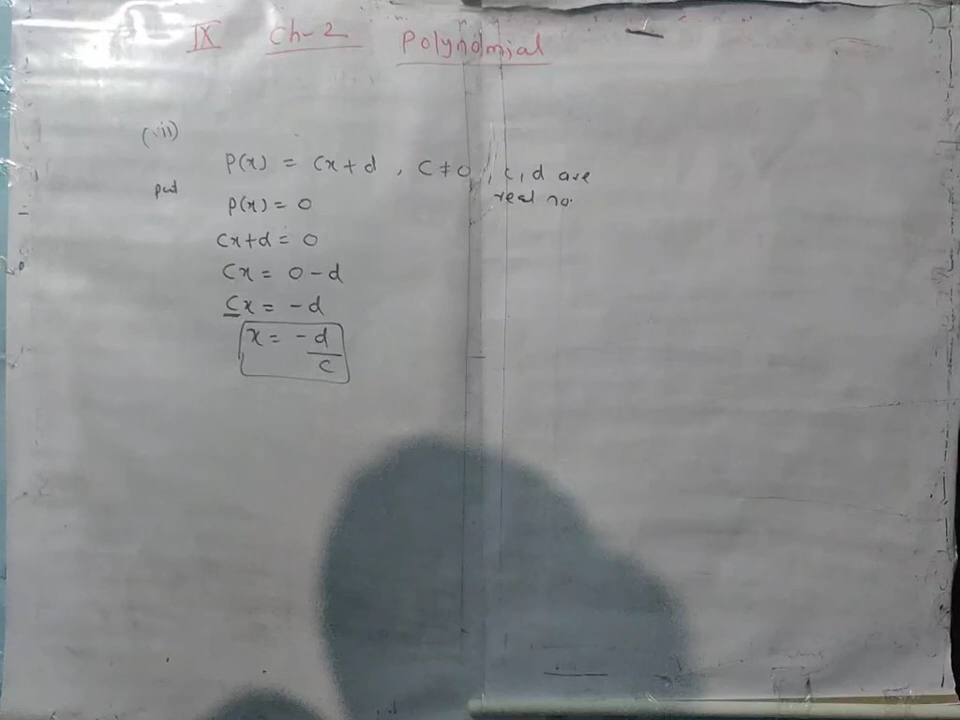 IX Ch-2 Polynomial
(vii)
P(x) = Cx+d , C≠0, c,d are
real no.
put
P(x) = 0
Cx+d = 0
Cx = 0-d
Cx = -d
x = -d/c